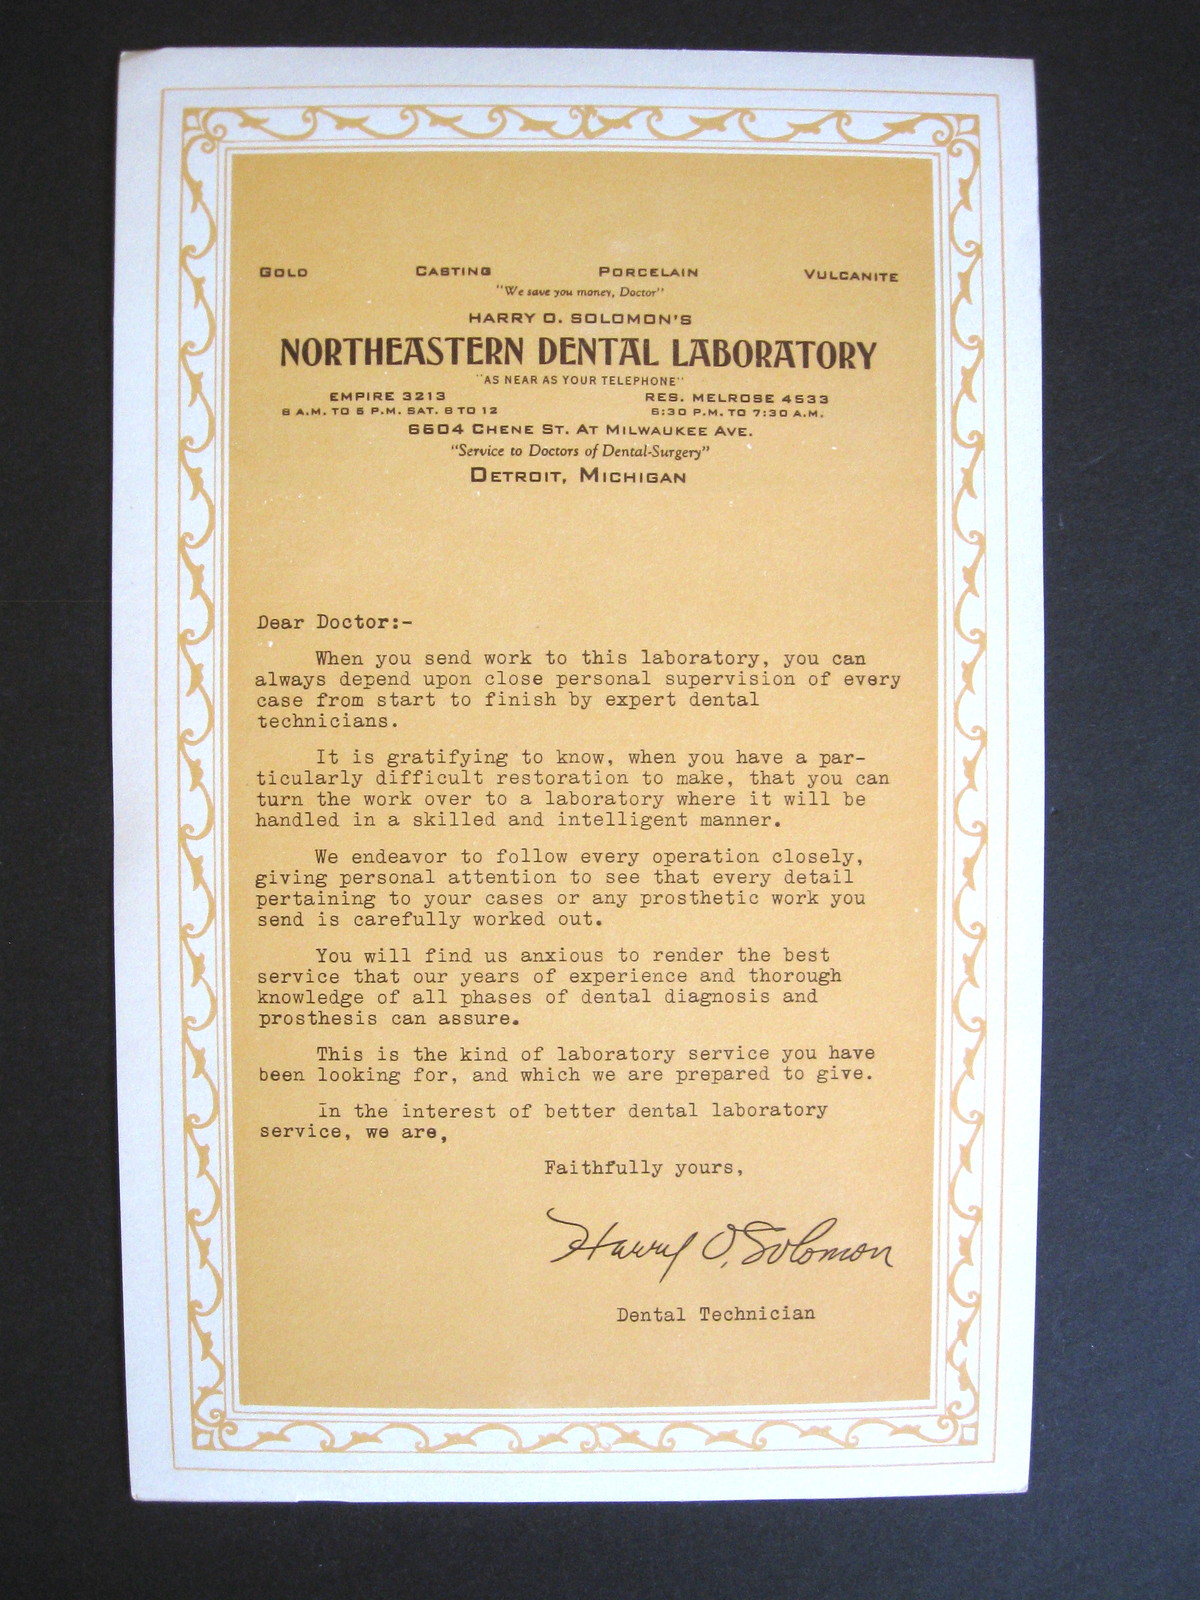 GOLD CASTING PORCELAIN VULCANITE
"We save you money, Doctor"
HARRY O. SOLOMON'S
NORTHEASTERN DENTAL LABORATORY
"AS NEAR AS YOUR TELEPHONE"
EMPIRE 3213 RES. MELROSE 4533
8 A.M. TO 5 P.M. SAT. 8 TO 12 5:30 P.M. TO 7:30 A.M.
6604 CHENE ST. AT MILWAUKEE AVE.
"Service to Doctors of Dental-Surgery"
DETROIT, MICHIGAN
Dear Doctor:-
When you send work to this laboratory, you can
always depend upon close personal supervision of every
case from start to finish by expert dental
technicians.
It is gratifying to know, when you have a par-
ticularly difficult restoration to make, that you can
turn the work over to a laboratory where it will be
handled in a skilled and intelligent manner.
We endeavor to follow every operation closely,
giving personal attention to see that every detail
pertaining to your cases or any prosthetic work you
send is carefully worked out.
You will find us anxious to render the best
service that our years of experience and thorough
knowledge of all phases of dental diagnosis and
prosthesis can assure.
This is the kind of laboratory service you have
been looking for, and which we are prepared to give.
In the interest of better dental laboratory
service, we are,
Faithfully yours,
Harry O. Solomon
Dental Technician